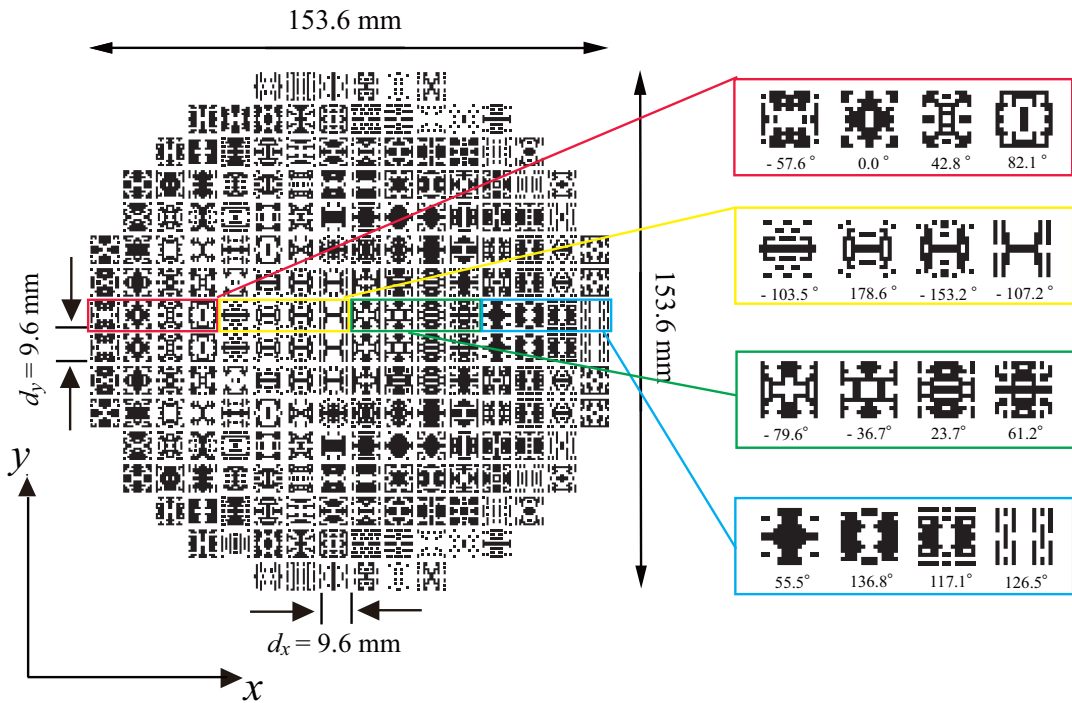 153.6 mm
- 57.6 °
0.0 °
42.8 °
82.1 °
- 103.5 °
178.6 °
- 153.2 °
- 107.2 °
153.6 mm
dy = 9.6 mm
- 79.6°
- 36.7°
23.7°
61.2°
y
55.5°
136.8°
117.1°
126.5°
dx = 9.6 mm
x